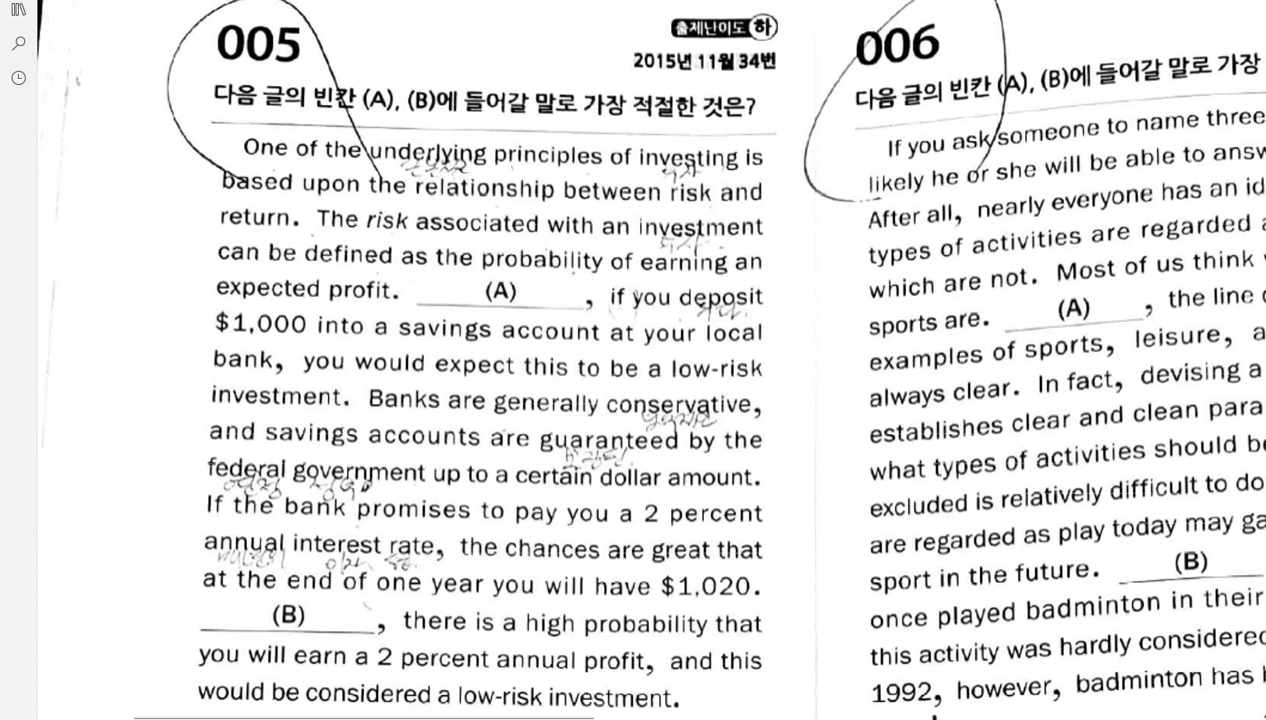 005
출제난이도 하
2015년 11월 34번
다음 글의 빈칸 (A), (B)에 들어갈 말로 가장 적절한 것은?
One of the underlying principles of investing is
투자
based upon the relationship between risk and
return. The risk associated with an investment
투자
can be defined as the probability of earning an
expected profit. (A) , if you deposit
$1,000 into a savings account at your local
bank, you would expect this to be a low-risk
investment. Banks are generally conservative,
and savings accounts are guaranteed by the
federal government up to a certain dollar amount.
If the bank promises to pay you a 2 percent
annual interest rate, the chances are great that
at the end of one year you will have $1,020.
(B) , there is a high probability that
you will earn a 2 percent annual profit, and this
would be considered a low-risk investment.
006
다음 글의 빈칸 (A), (B)에 들어갈 말로 가장
If you ask someone to name three
likely he or she will be able to answ
After all, nearly everyone has an id
types of activities are regarded a
which are not. Most of us think
sports are. (A) , the line
examples of sports, leisure, a
always clear. In fact, devising a
establishes clear and clean para
what types of activities should be
excluded is relatively difficult to do
are regarded as play today may ga
sport in the future. (B)
once played badminton in their
this activity was hardly considered
1992, however, badminton has